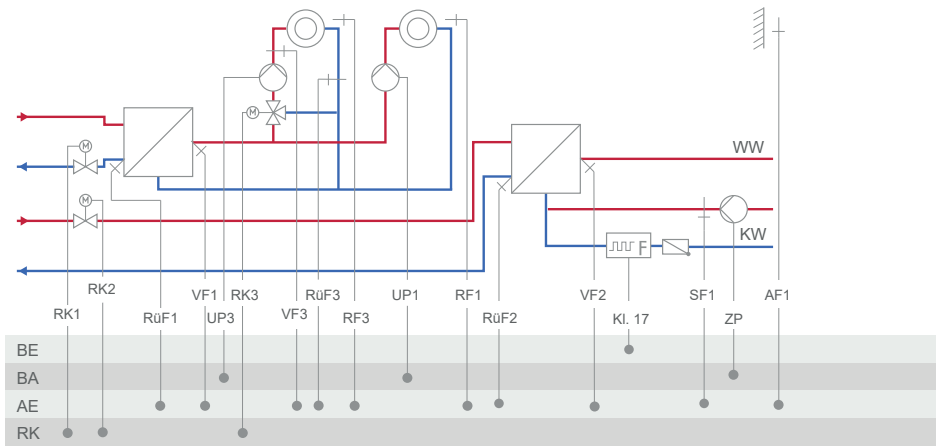 M
WW
M
M
F
KW
RK1
RK2
RüF1
VF1
UP3
RK3
VF3
RüF3
RF3
UP1
RF1
RüF2
VF2
Kl. 17
SF1
ZP
AF1
BE
BA
AE
RK